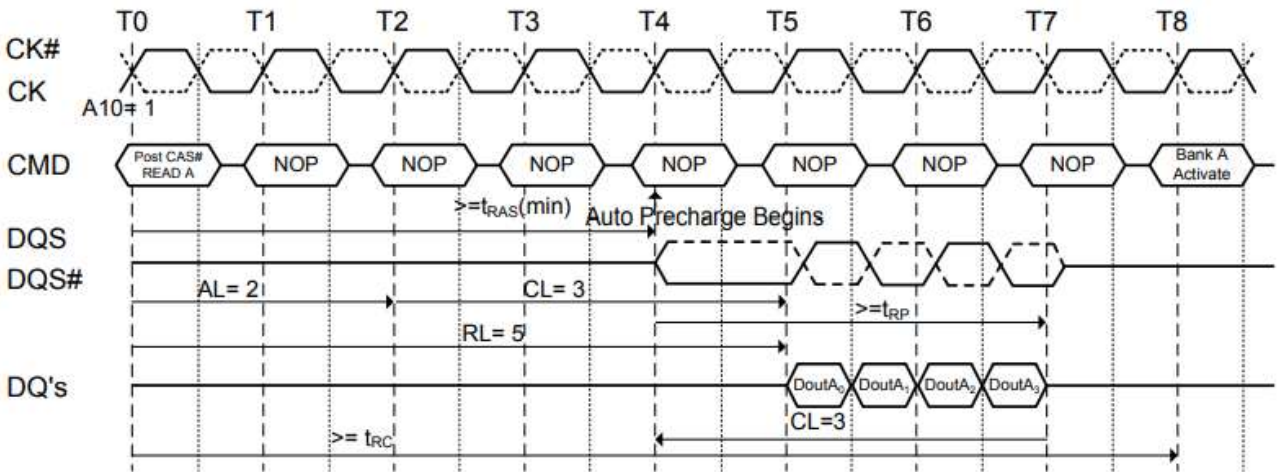 T0 T1 T2 T3 T4 T5 T6 T7 T8
CK#
CK
A10= 1
CMD Post CAS# READ A NOP NOP NOP NOP NOP NOP NOP Bank A Activate
>=tRAS(min)
Auto Precharge Begins
DQS
DQS#
AL= 2 CL= 3
>=tRP
RL= 5
DQ's DoutA0 DoutA1 DoutA2 DoutA3
CL=3
>= tRC